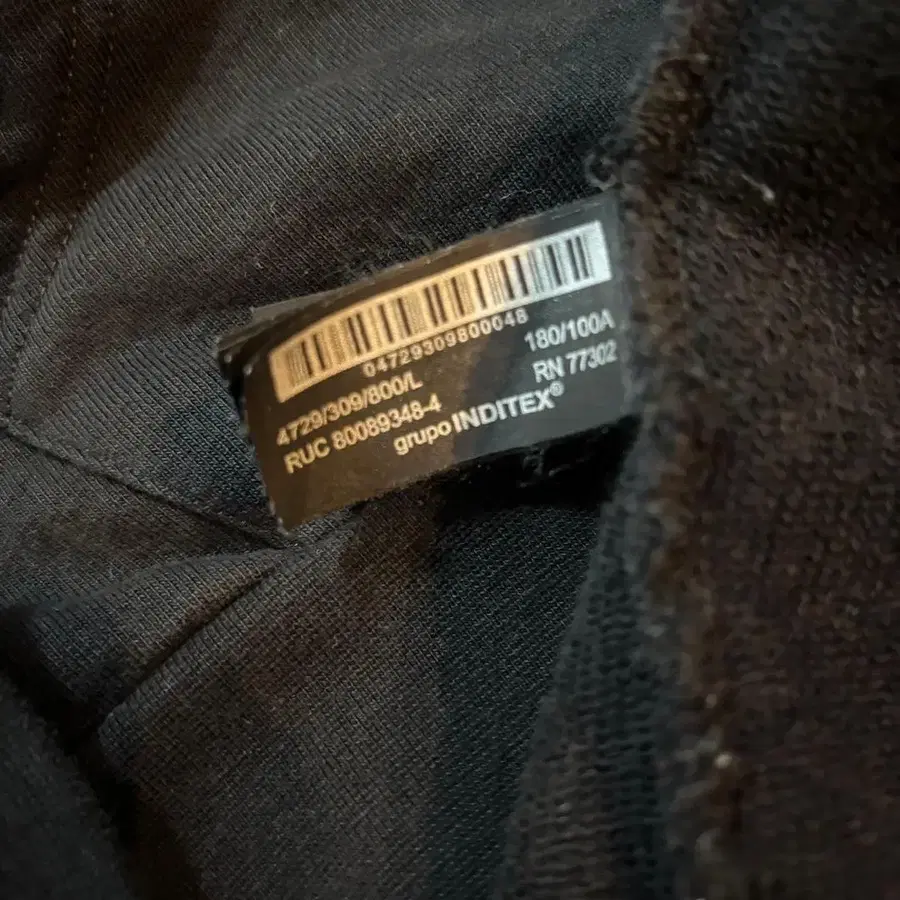 04729309800048
4729/309/800/L 180/100A
RUC 80089348-4 RN 77302
grupo INDITEX®